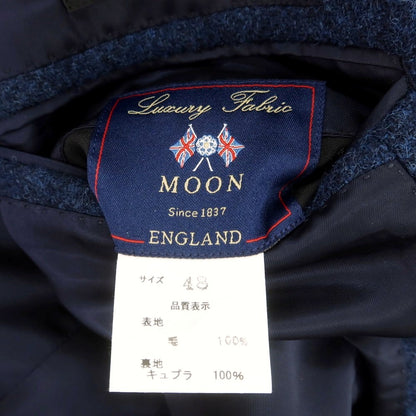 Luxury Fabric
MOON
Since 1837
ENGLAND
サイズ 48
品質表示
表地
毛 100%
裏地
キュプラ 100%